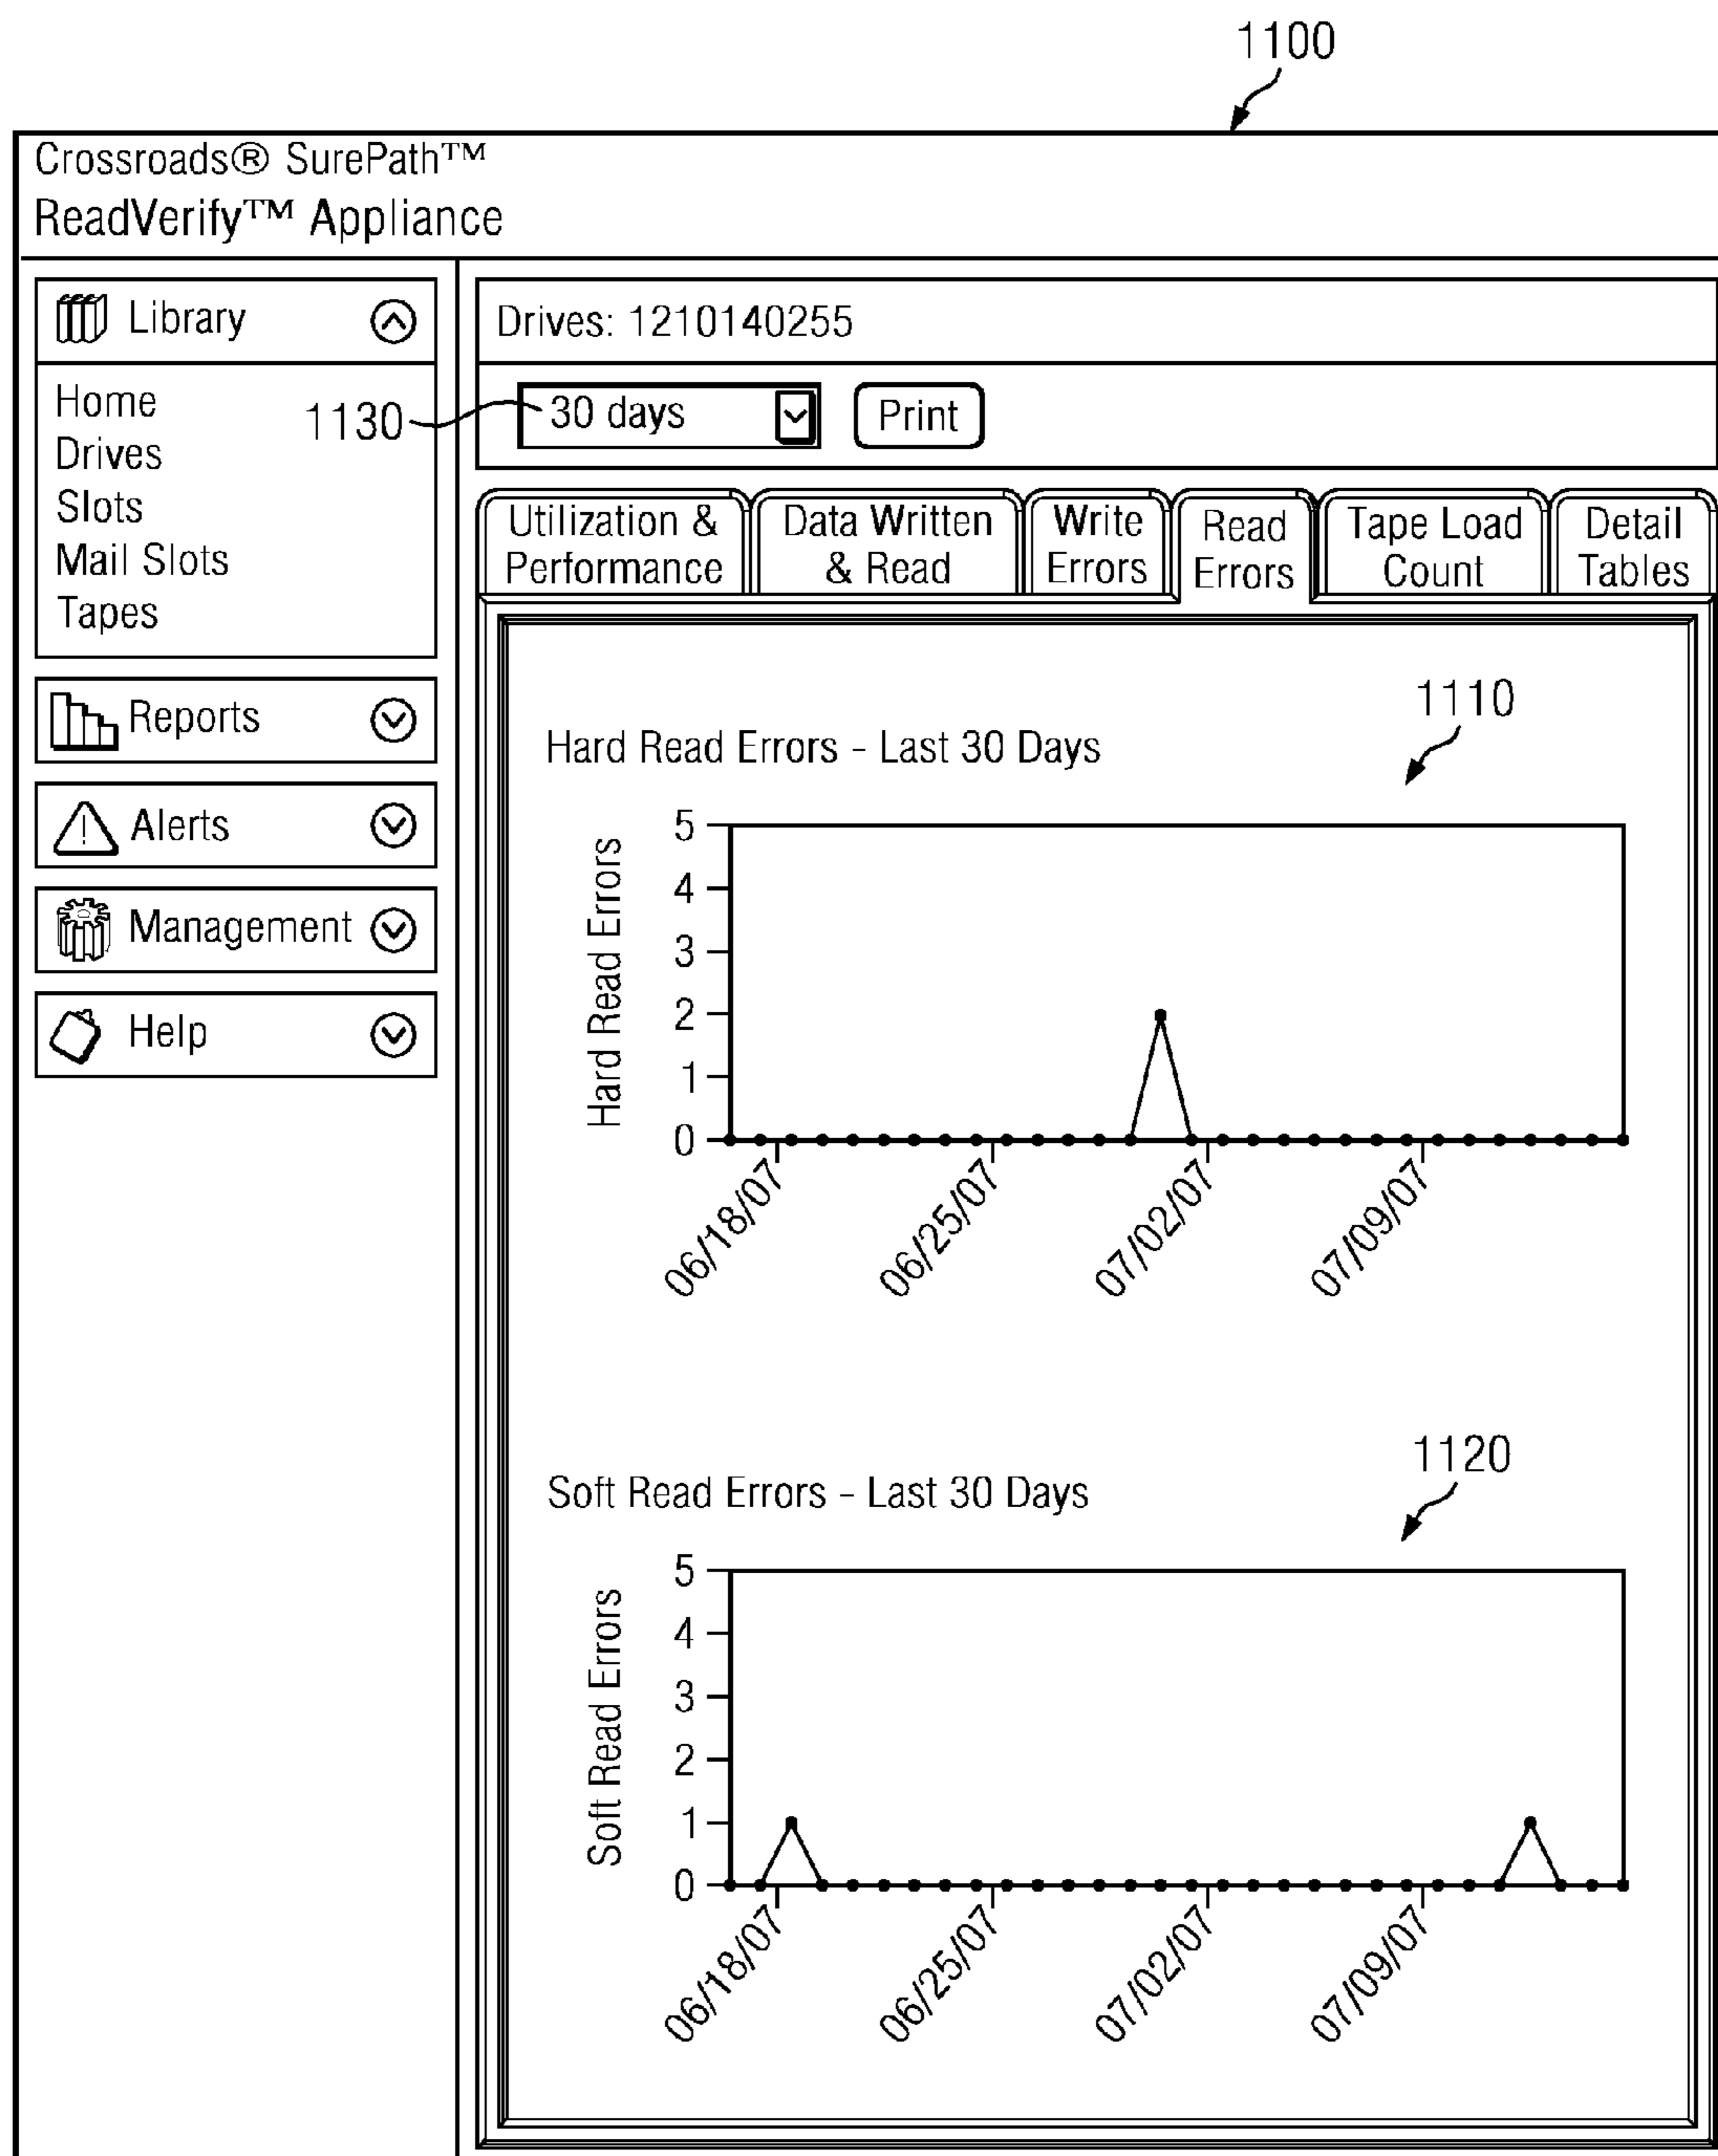 1100
Crossroads® SurePath™
ReadVerify™ Appliance
Library
Home
Drives
Slots
Mail Slots
Tapes
Reports
Alerts
Management
Help
Drives: 1210140255
1130
30 days
Print
Utilization &
Performance
Data Written
& Read
Write
Errors
Read
Errors
Tape Load
Count
Detail
Tables
1110
Hard Read Errors - Last 30 Days
Hard Read Errors
5
4
3
2
1
0
06/18/07
06/25/07
07/02/07
07/09/07
1120
Soft Read Errors - Last 30 Days
Soft Read Errors
5
4
3
2
1
0
06/18/07
06/25/07
07/02/07
07/09/07